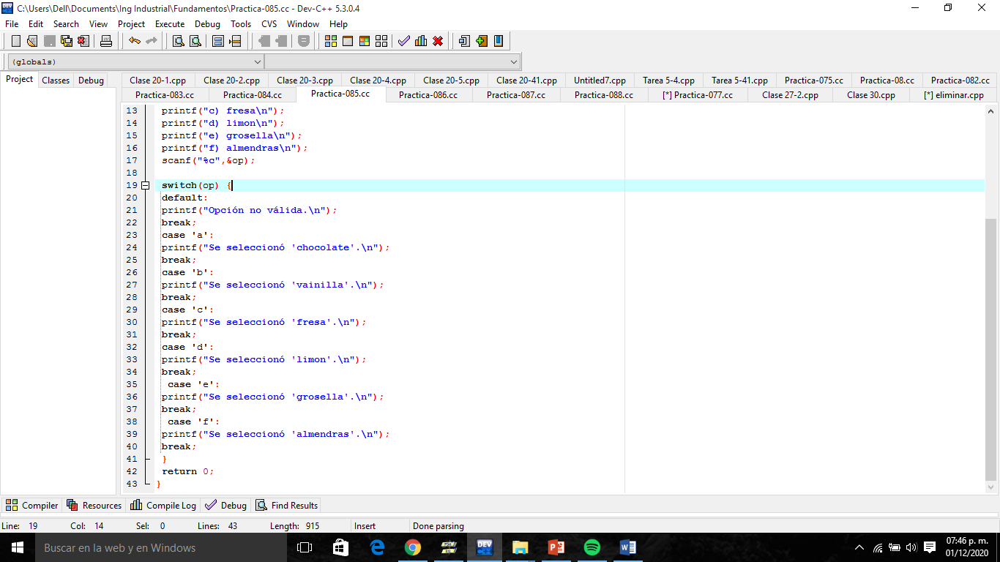 C:\Users\Dell\Documents\Ing Industrial\Fundamentos\Practica-085.cc - Dev-C++ 5.3.0.4
File Edit Search View Project Execute Debug Tools CVS Window Help
(globals)
Project Classes Debug
Clase 20-1.cpp Clase 20-2.cpp Clase 20-3.cpp Clase 20-4.cpp Clase 20-5.cpp Clase 20-41.cpp Untitled7.cpp Tarea 5-4.cpp Tarea 5-41.cpp Practica-075.cc Practica-08.cc Practica-082.cc
Practica-083.cc Practica-084.cc Practica-085.cc Practica-086.cc Practica-087.cc Practica-088.cc [*] Practica-077.cc Clase 27-2.cpp Clase 30.cpp [*] eliminar.cpp
13 printf("c) fresa\n");
14 printf("d) limon\n");
15 printf("e) grosella\n");
16 printf("f) almendras\n");
17 scanf("%c",&op);
18
19 switch(op) {
20 default:
21 printf("Opción no válida.\n");
22 break;
23 case 'a':
24 printf("Se seleccionó 'chocolate'.\n");
25 break;
26 case 'b':
27 printf("Se seleccionó 'vainilla'.\n");
28 break;
29 case 'c':
30 printf("Se seleccionó 'fresa'.\n");
31 break;
32 case 'd':
33 printf("Se seleccionó 'limon'.\n");
34 break;
35 case 'e':
36 printf("Se seleccionó 'grosella'.\n");
37 break;
38 case 'f':
39 printf("Se seleccionó 'almendras'.\n");
40 break;
41 }
42 return 0;
43 }
Compiler Resources Compile Log Debug Find Results
Line: 19 Col: 14 Sel: 0 Lines: 43 Length: 915 Insert Done parsing
Buscar en la web y en Windows
07:46 p. m.
01/12/2020